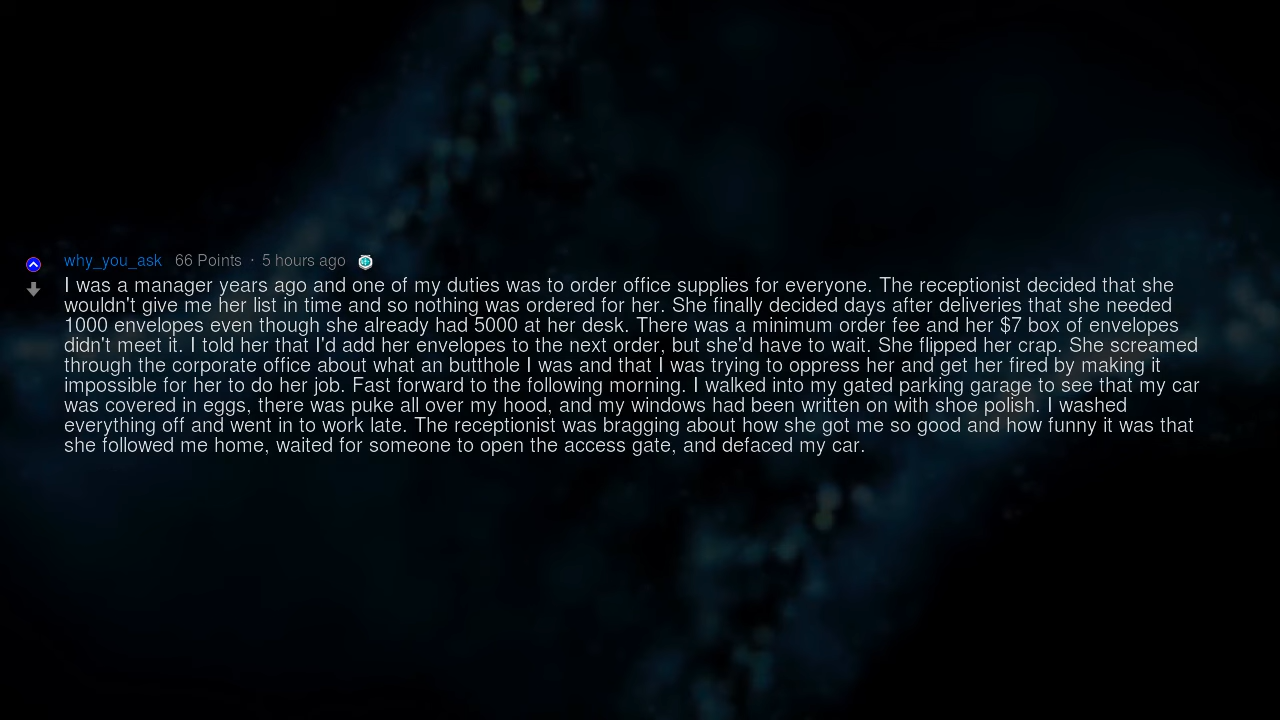 why_you_ask 66 Points · 5 hours ago
I was a manager years ago and one of my duties was to order office supplies for everyone. The receptionist decided that she
wouldn't give me her list in time and so nothing was ordered for her. She finally decided days after deliveries that she needed
1000 envelopes even though she already had 5000 at her desk. There was a minimum order fee and her $7 box of envelopes
didn't meet it. I told her that I'd add her envelopes to the next order, but she'd have to wait. She flipped her crap. She screamed
through the corporate office about what an butthole I was and that I was trying to oppress her and get her fired by making it
impossible for her to do her job. Fast forward to the following morning. I walked into my gated parking garage to see that my car
was covered in eggs, there was puke all over my hood, and my windows had been written on with shoe polish. I washed
everything off and went in to work late. The receptionist was bragging about how she got me so good and how funny it was that
she followed me home, waited for someone to open the access gate, and defaced my car.